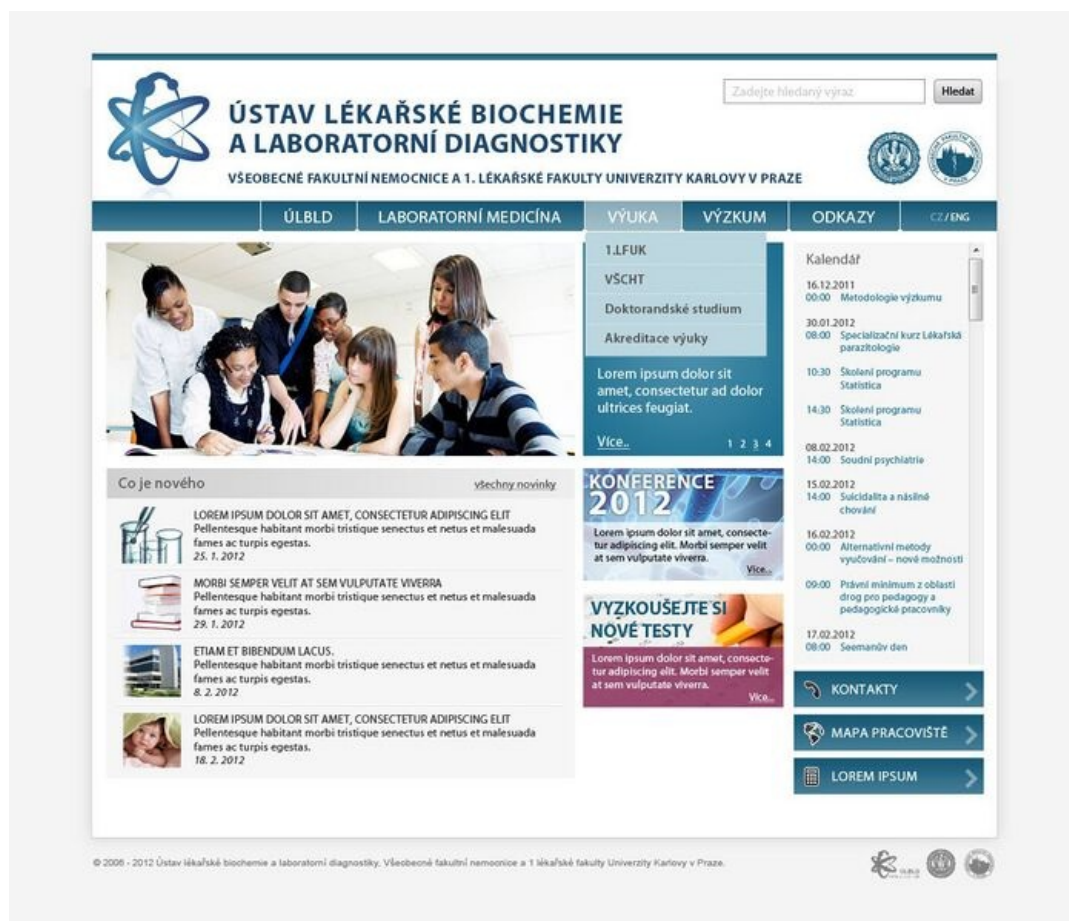 Zadejte hledaný výraz
Hledat
ÚSTAV LÉKAŘSKÉ BIOCHEMIE
A LABORATORNÍ DIAGNOSTIKY
VŠEOBECNÉ FAKULTNÍ NEMOCNICE A 1. LÉKAŘSKÉ FAKULTY UNIVERZITY KARLOVY V PRAZE
ÚLBLD
LABORATORNÍ MEDICÍNA
VÝUKA
VÝZKUM
ODKAZY
CZ / ENG
1.LFUK
VŠCHT
Doktorandské studium
Akreditace výuky
Lorem ipsum dolor sit
amet, consectetur ad dolor
ultrices feugiat.
Více..
1 2 3 4
Co je nového
všechny novinky
LOREM IPSUM DOLOR SIT AMET, CONSECTETUR ADIPISCING ELIT
Pellentesque habitant morbi tristique senectus et netus et malesuada
fames ac turpis egestas.
25. 1. 2012
MORBI SEMPER VELIT AT SEM VULPUTATE VIVERRA
Pellentesque habitant morbi tristique senectus et netus et malesuada
fames ac turpis egestas.
29. 1. 2012
ETIAM ET BIBENDUM LACUS.
Pellentesque habitant morbi tristique senectus et netus et malesuada
fames ac turpis egestas.
8. 2. 2012
LOREM IPSUM DOLOR SIT AMET, CONSECTETUR ADIPISCING ELIT
Pellentesque habitant morbi tristique senectus et netus et malesuada
fames ac turpis egestas.
18. 2. 2012
KONFERENCE
2012
Lorem ipsum dolor sit amet, consecte-
tur adipiscing elit. Morbi semper velit
at sem vulputate viverra.
Více..
VYZKOUŠEJTE SI
NOVÉ TESTY
Lorem ipsum dolor sit amet, consecte-
tur adipiscing elit. Morbi semper velit
at sem vulputate viverra.
Více..
Kalendář
16.12.2011
00:00 Metodologie výzkumu
30.01.2012
08:00 Specializační kurz Lékařská
parazitologie
10:30 Školení programu
Statistica
14:30 Školení programu
Statistica
08.02.2012
14:00 Soudní psychiatrie
15.02.2012
14:00 Suicidalita a násilné
chování
16.02.2012
00:00 Alternativní metody
vyučování – nové možnosti
09:00 Právní minimum z oblasti
drog pro pedagogy a
pedagogické pracovníky
17.02.2012
08:00 Seemanův den
KONTAKTY
MAPA PRACOVIŠTĚ
LOREM IPSUM
© 2006 - 2012 Ústav lékařské biochemie a laboratorní diagnostiky, Všeobecné fakultní nemocnice a 1 lékařské fakulty Univerzity Karlovy v Praze.
ÚLBLD